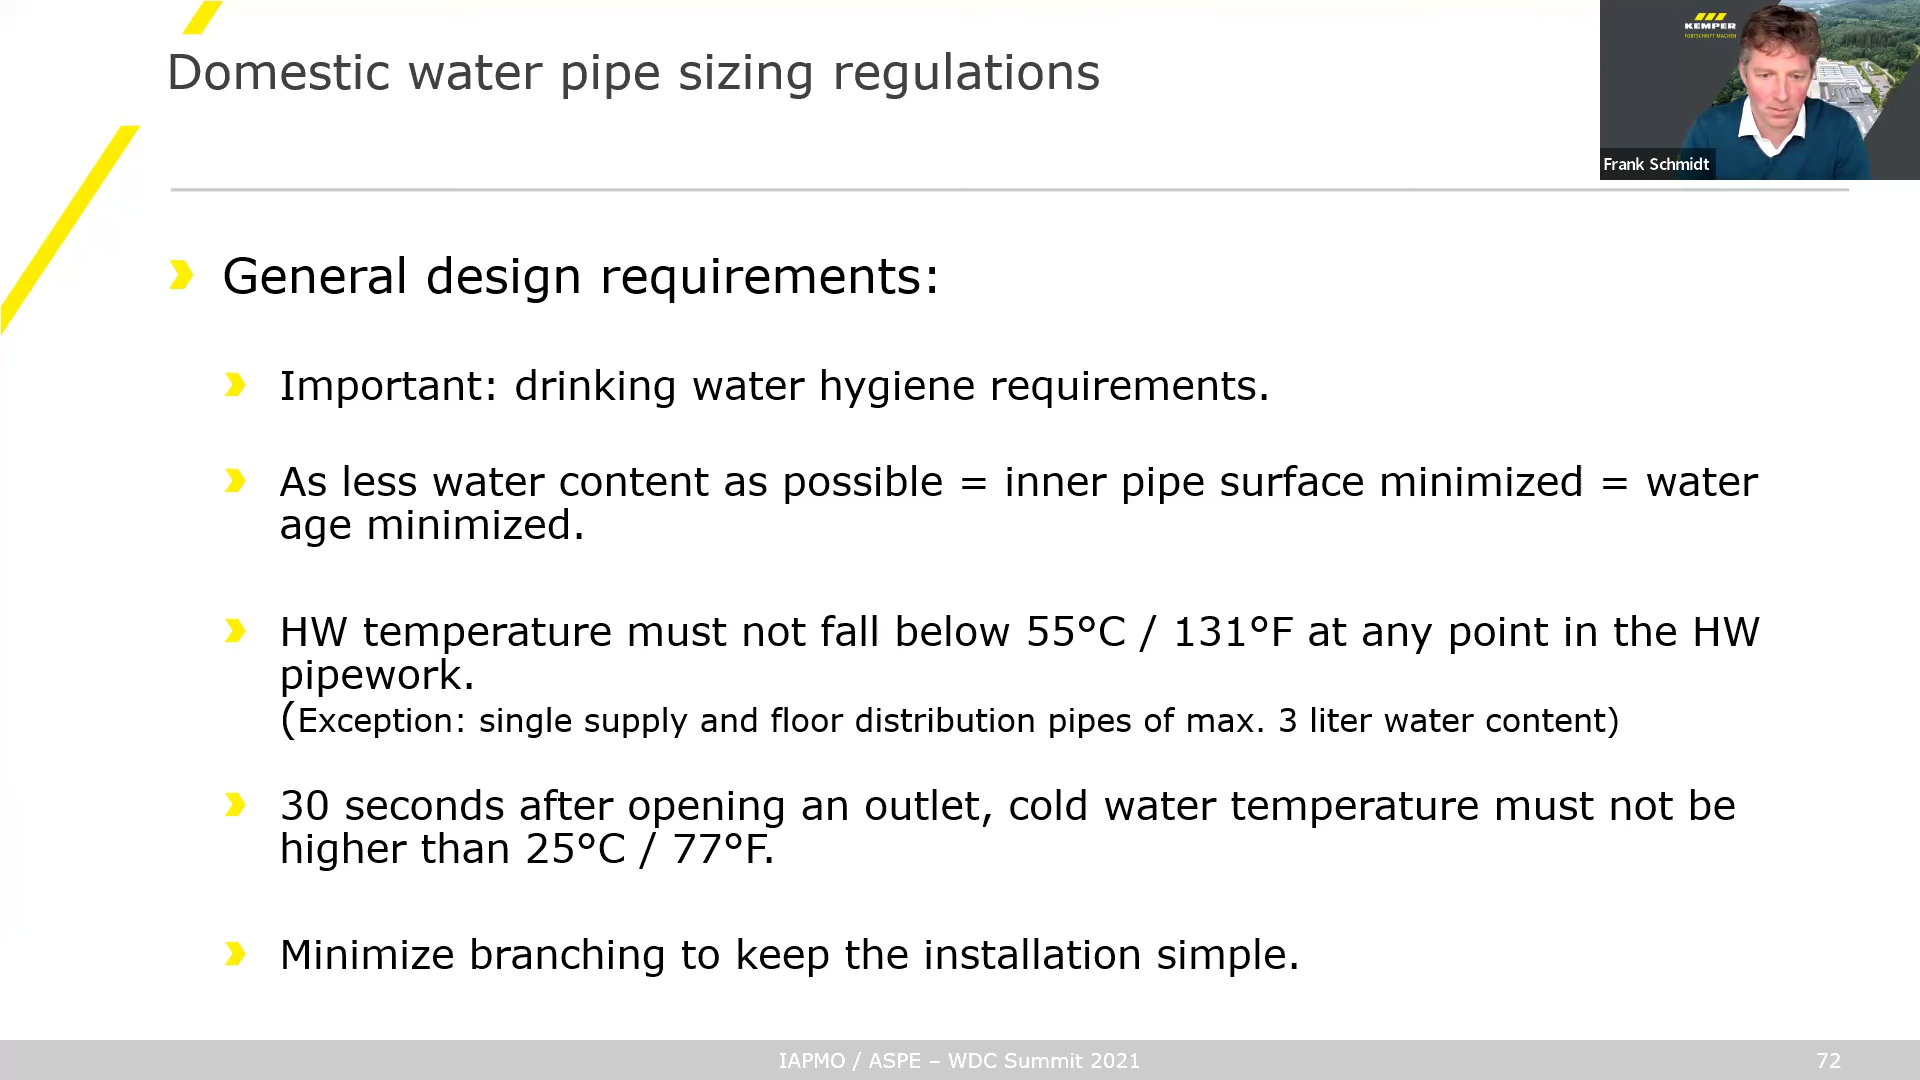 Domestic water pipe sizing regulations
KEMPER
FORTSCHRITT MACHEN
Frank Schmidt
General design requirements:
Important: drinking water hygiene requirements.
As less water content as possible = inner pipe surface minimized = water
age minimized.
HW temperature must not fall below 55°C / 131°F at any point in the HW
pipework.
(Exception: single supply and floor distribution pipes of max. 3 liter water content)
30 seconds after opening an outlet, cold water temperature must not be
higher than 25°C / 77°F.
Minimize branching to keep the installation simple.
IAPMO / ASPE – WDC Summit 2021
72